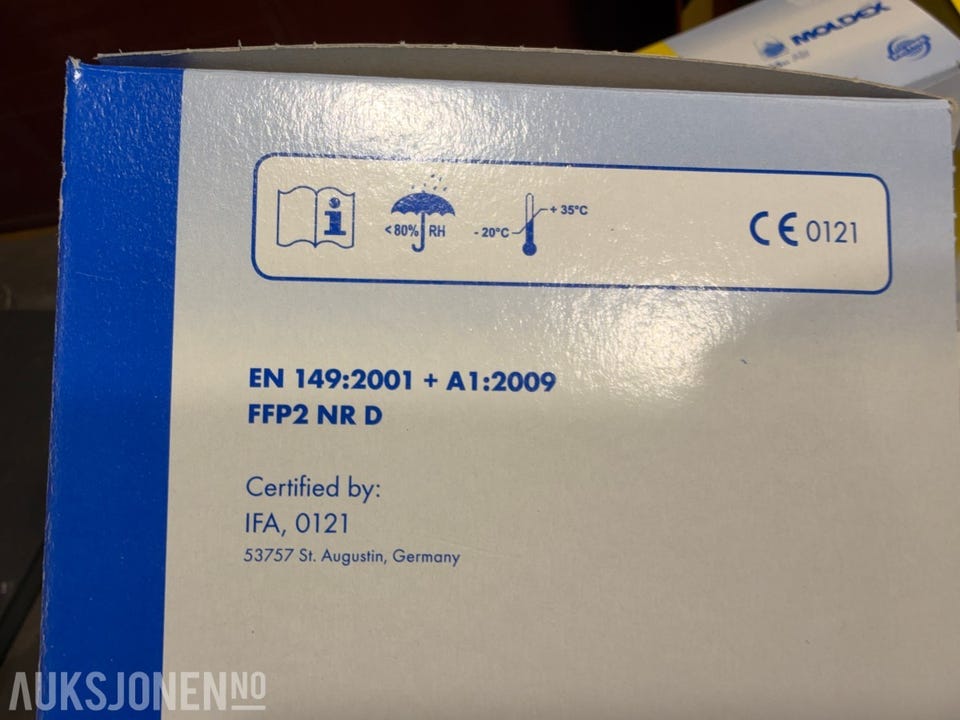 MOLDEX
i
< 80% RH
- 20°C
+ 35°C
CE 0121
EN 149:2001 + A1:2009
FFP2 NR D
Certified by:
IFA, 0121
53757 St. Augustin, Germany
AUKSJONEN NO